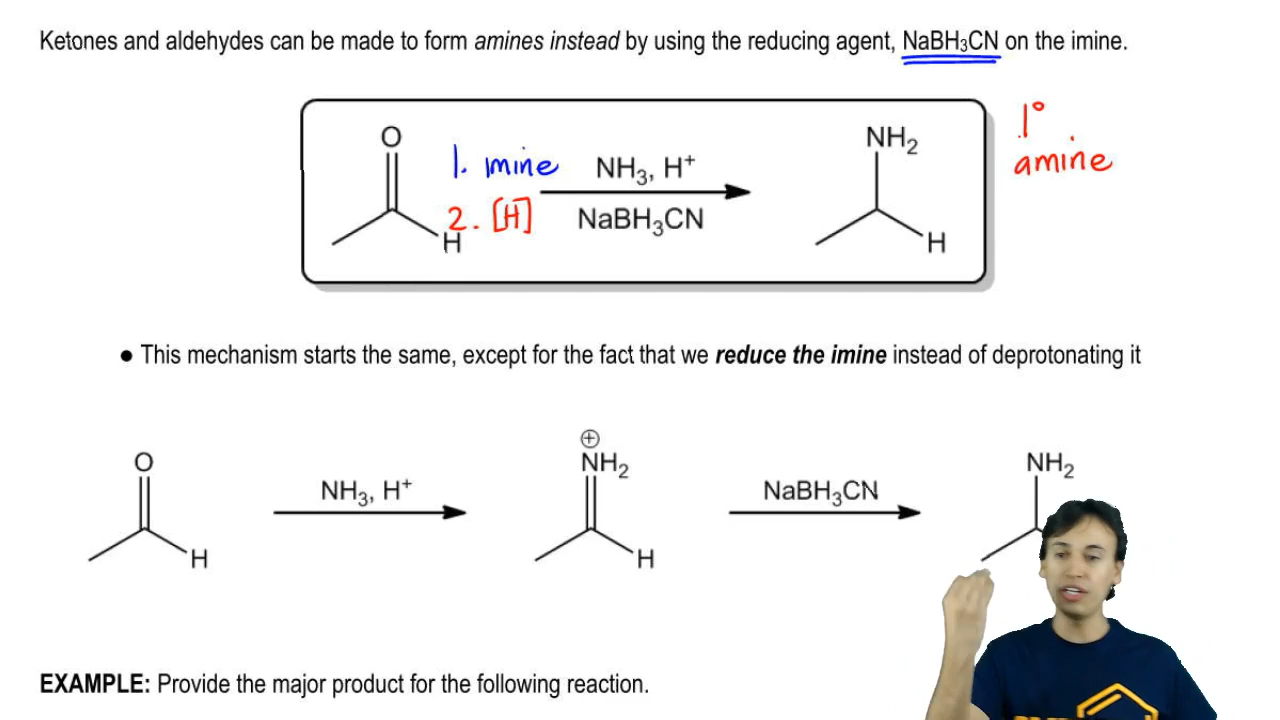 Ketones and aldehydes can be made to form amines instead by using the reducing agent, NaBH₃CN on the imine.
O
1. mine
NH₃, H⁺
NH₂
1°
amine
2. [H]
NaBH₃CN
H
H
● This mechanism starts the same, except for the fact that we reduce the imine instead of deprotonating it
⊕
O
NH₂
NH₂
NH₃, H⁺
NaBH₃CN
H
H
EXAMPLE: Provide the major product for the following reaction.